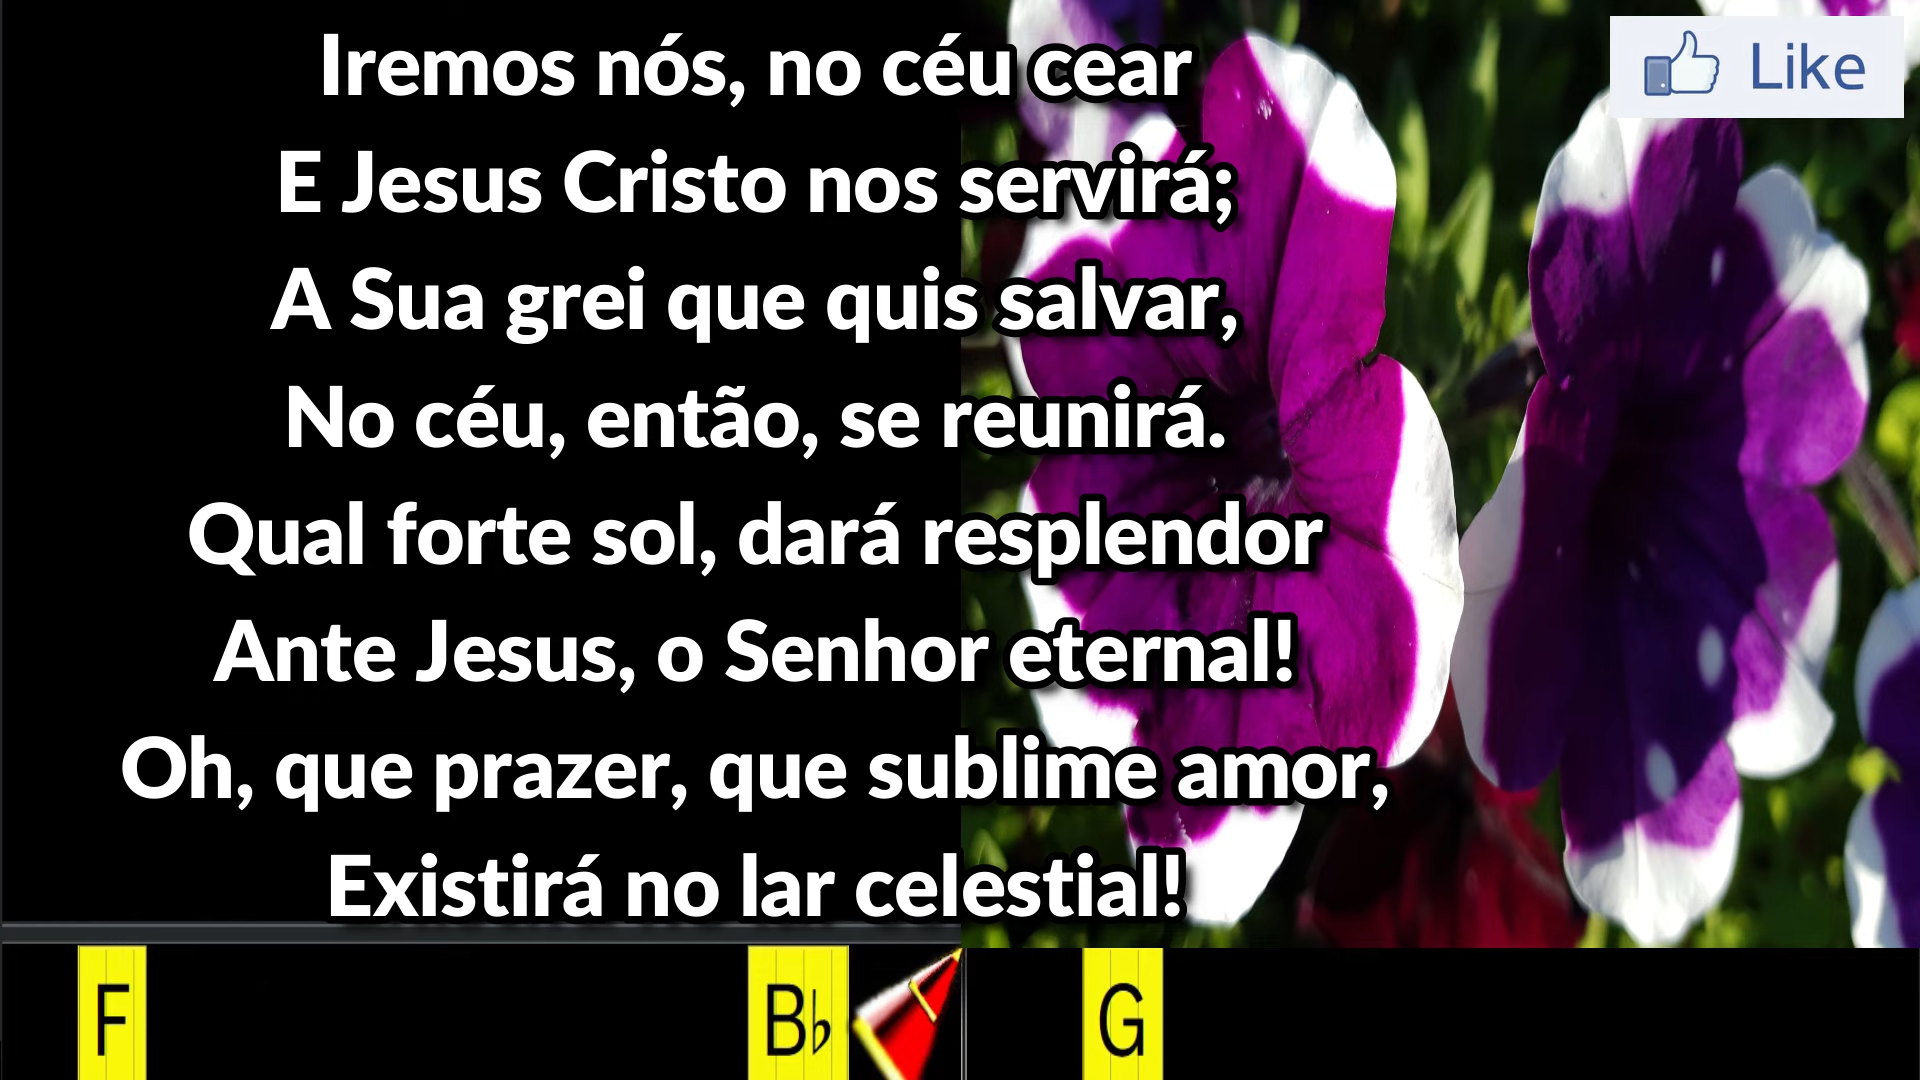 Iremos nós, no céu cear
E Jesus Cristo nos servirá;
A Sua grei que quis salvar,
No céu, então, se reunirá.
Qual forte sol, dará resplendor
Ante Jesus, o Senhor eternal!
Oh, que prazer, que sublime amor,
Existirá no lar celestial!
Like
F B♭ G